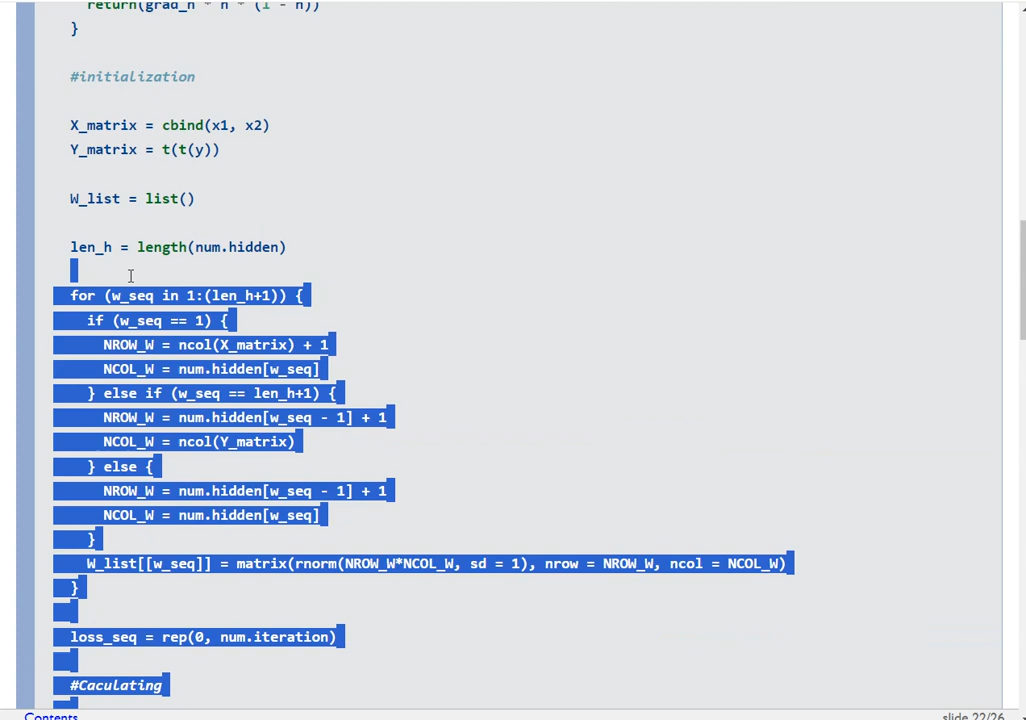 return(grad_h * h * (1 - h))
}
#initialization
X_matrix = cbind(x1, x2)
Y_matrix = t(t(y))
W_list = list()
len_h = length(num.hidden)
for (w_seq in 1:(len_h+1)) {
if (w_seq == 1) {
NROW_W = ncol(X_matrix) + 1
NCOL_W = num.hidden[w_seq]
} else if (w_seq == len_h+1) {
NROW_W = num.hidden[w_seq - 1] + 1
NCOL_W = ncol(Y_matrix)
} else {
NROW_W = num.hidden[w_seq - 1] + 1
NCOL_W = num.hidden[w_seq]
}
W_list[[w_seq]] = matrix(rnorm(NROW_W*NCOL_W, sd = 1), nrow = NROW_W, ncol = NCOL_W)
}
loss_seq = rep(0, num.iteration)
#Caculating
Contents
slide 22/26